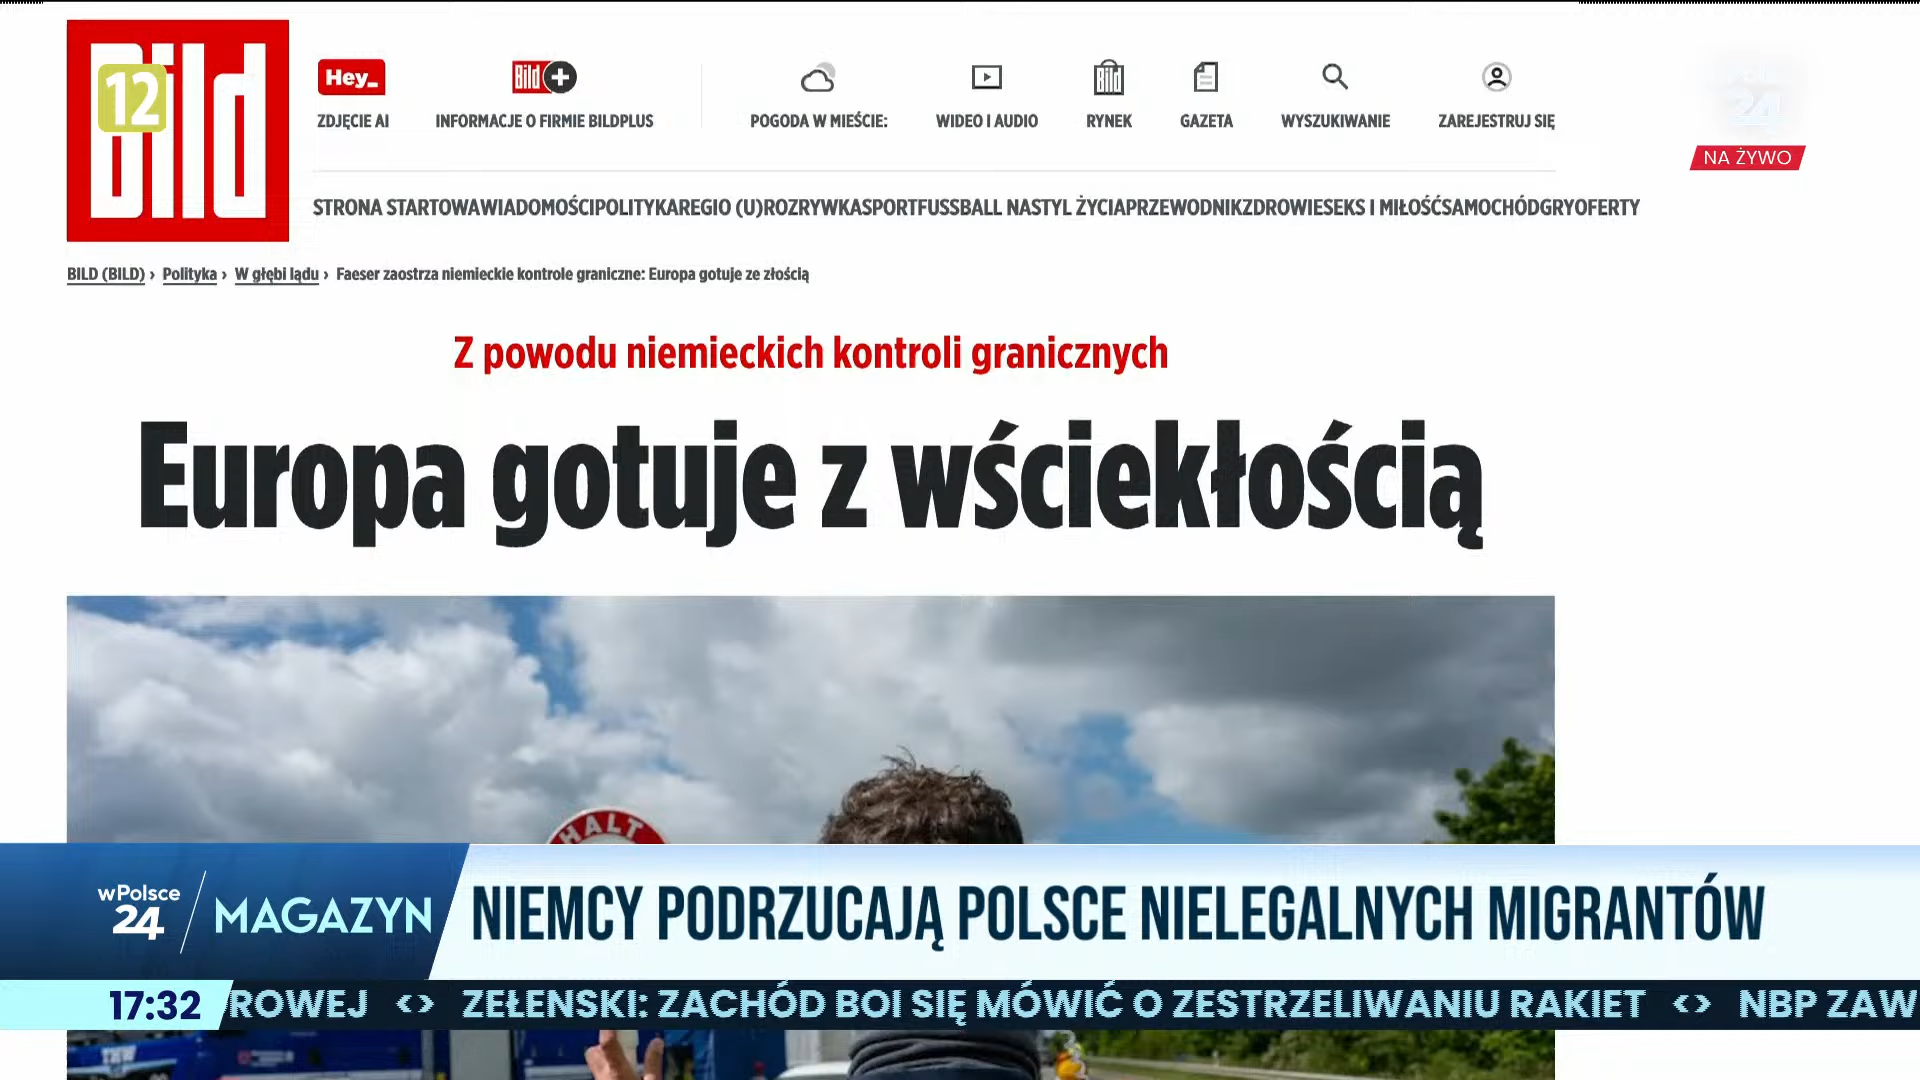 Bild
12
Hey_
ZDJĘCIE AI
Bild +
INFORMACJE O FIRMIE BILDPLUS
POGODA W MIEŚCIE:
WIDEO I AUDIO
Bild
RYNEK
GAZETA
WYSZUKIWANIE
ZAREJESTRUJ SIĘ
24
NA ŻYWO
STRONA STARTOWAWIADOMOŚCIPOLITYKAREGIO (U)ROZRYWKASPORTFUSSBALL NASTYL ŻYCIAPRZEWODNIKZDROWIESEKS I MIŁOŚĆSAMOCHÓDGRYOFERTY
BILD (BILD) › Polityka › W głębi lądu › Faeser zaostrza niemieckie kontrole graniczne: Europa gotuje ze złością
Z powodu niemieckich kontroli granicznych
Europa gotuje z wściekłością
HALT
wPolsce
24
MAGAZYN
NIEMCY PODRZUCAJĄ POLSCE NIELEGALNYCH MIGRANTÓW
17:32
ROWEJ <> ZEŁENSKI: ZACHÓD BOI SIĘ MÓWIĆ O ZESTRZELIWANIU RAKIET <> NBP ZAW
THW